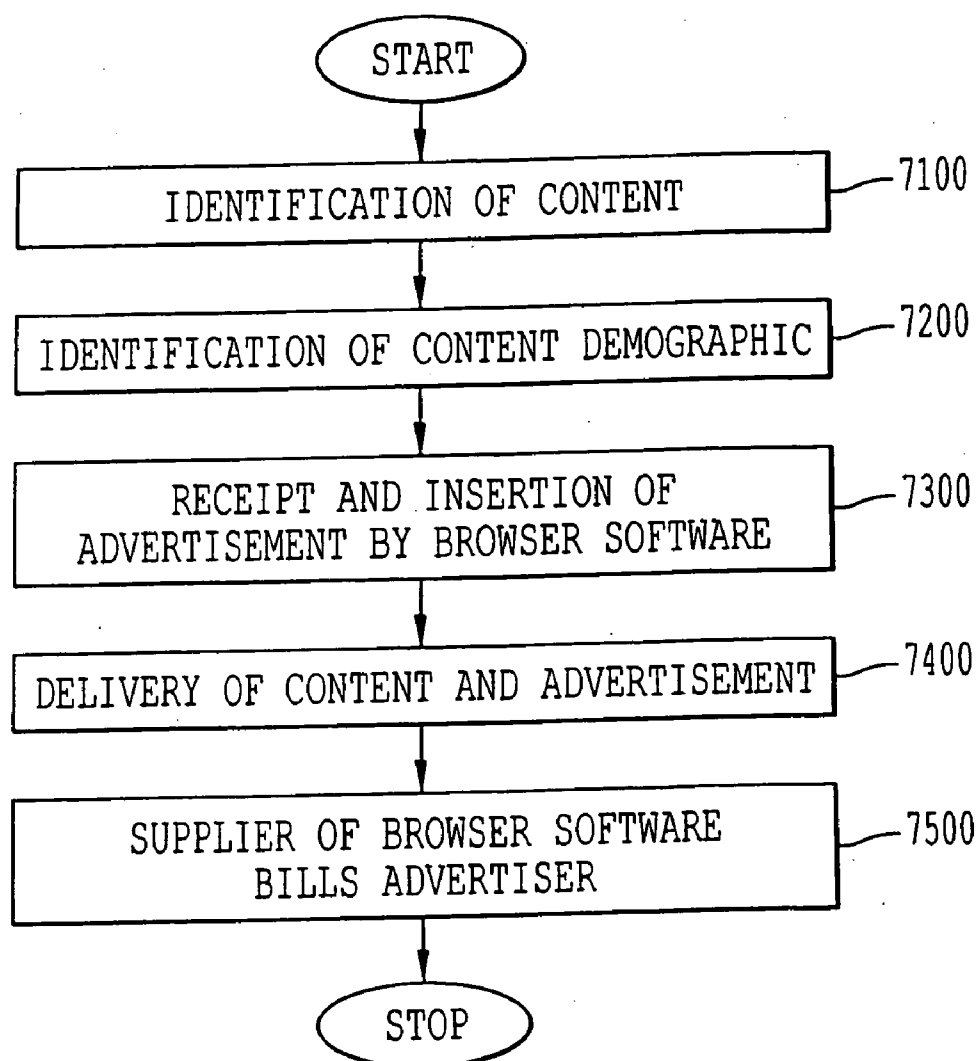 START
IDENTIFICATION OF CONTENT
7100
IDENTIFICATION OF CONTENT DEMOGRAPHIC
7200
RECEIPT AND INSERTION OF
ADVERTISEMENT BY BROWSER SOFTWARE
7300
DELIVERY OF CONTENT AND ADVERTISEMENT
7400
SUPPLIER OF BROWSER SOFTWARE
BILLS ADVERTISER
7500
STOP